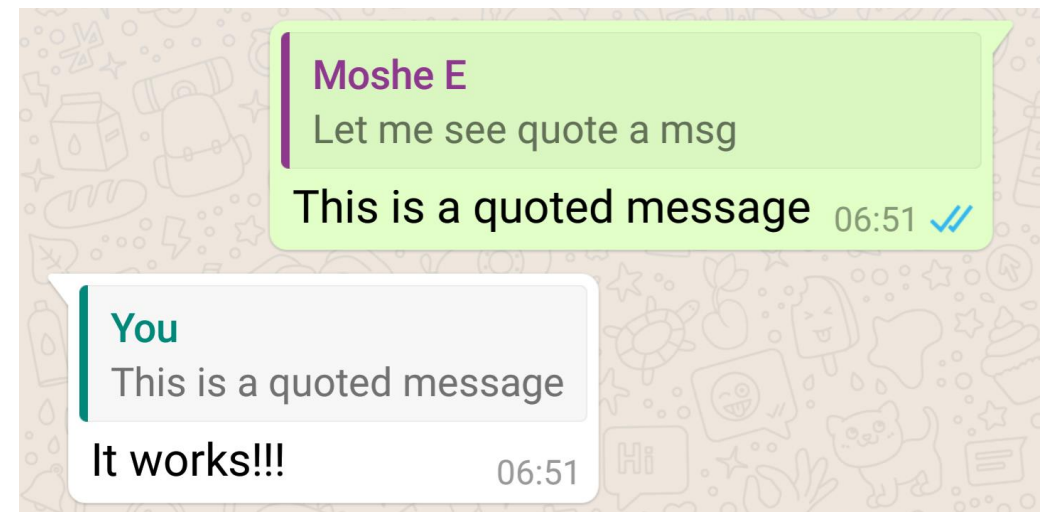 Moshe E
Let me see quote a msg
This is a quoted message 06:51
You
This is a quoted message
It works!!! 06:51
Hi